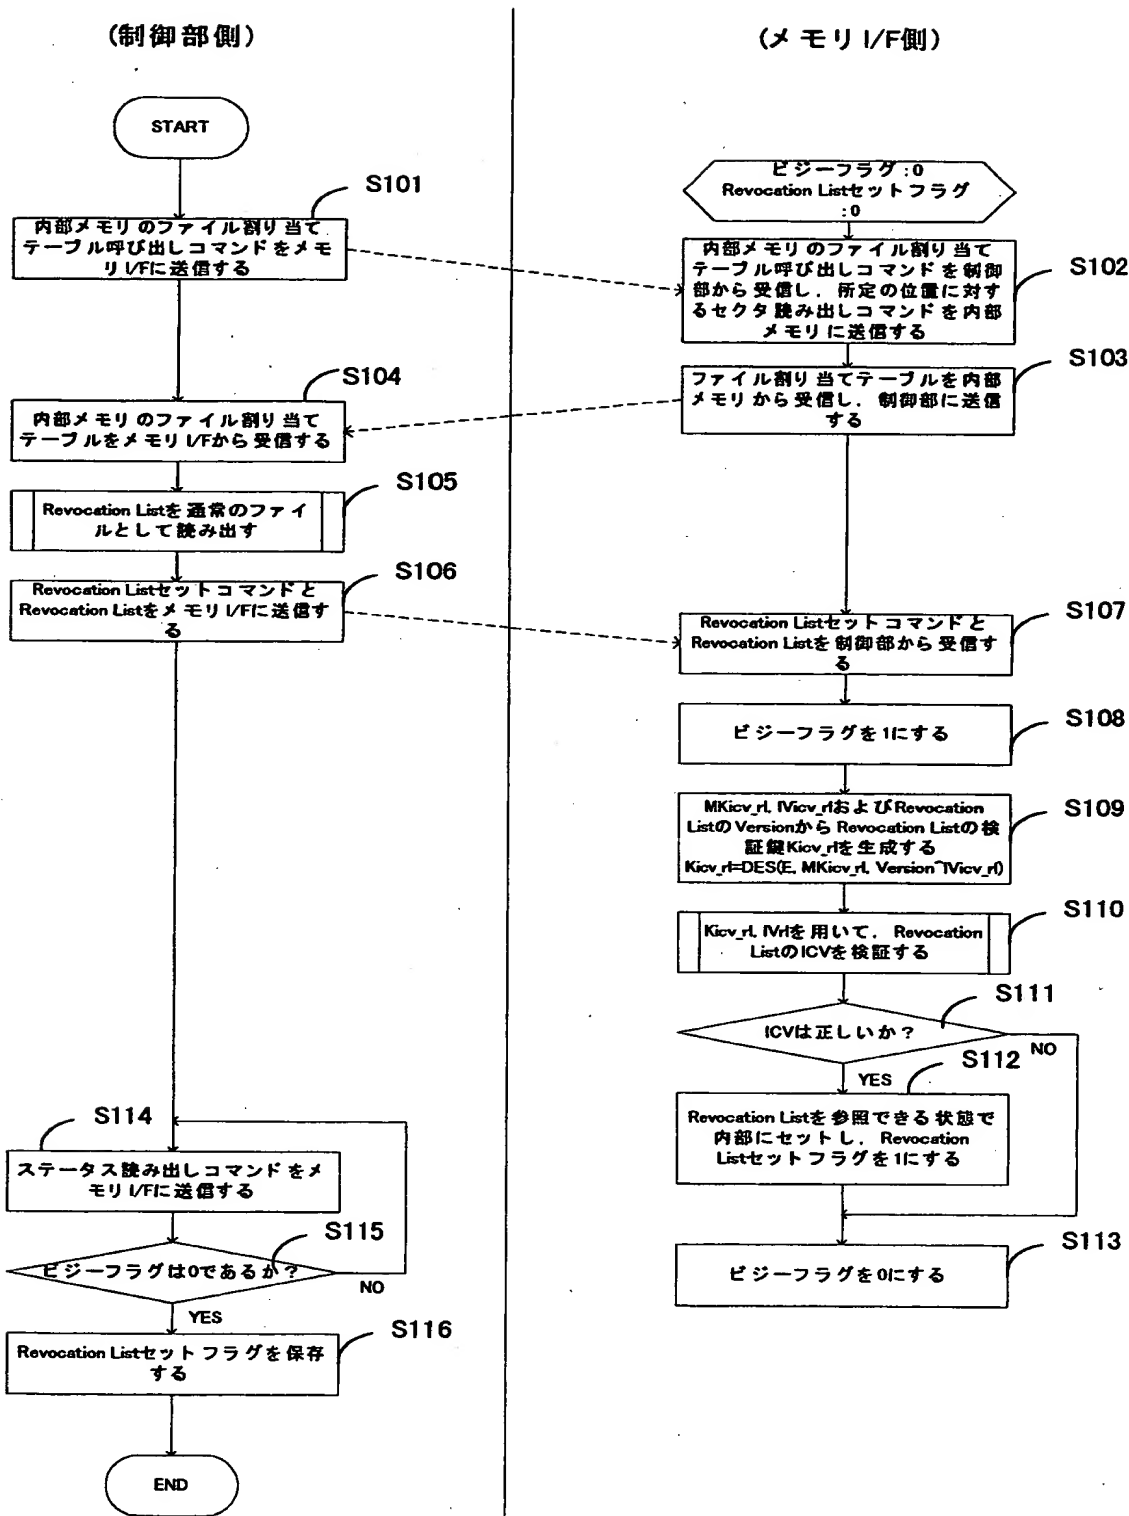 (制御部側)
START
S101
内部メモリのファイル割り当て
テーブル呼び出しコマンドをメモ
リI/Fに送信する
S104
内部メモリのファイル割り当て
テーブルをメモリI/Fから受信する
S105
Revocation Listを通常のファイ
ルとして読み出す
S106
Revocation Listセットコマンドと
Revocation ListをメモリI/Fに送信す
る
S114
ステータス読み出しコマンドをメ
モリI/Fに送信する
S115
ビジーフラグは0であるか?
NO
YES
S116
Revocation Listセットフラグを保存
する
END
(メモリI/F側)
ビジーフラグ:0
Revocation Listセットフラグ
:0
S102
内部メモリのファイル割り当て
テーブル呼び出しコマンドを制御
部から受信し、所定の位置に対す
るセクタ読み出しコマンドを内部
メモリに送信する
S103
ファイル割り当てテーブルを内部
メモリから受信し、制御部に送信
する
S107
Revocation Listセットコマンドと
Revocation Listを制御部から受信す
る
S108
ビジーフラグを1にする
S109
MKicv_rl, IVicv_rlおよびRevocation
ListのVersionからRevocation Listの検
証鍵Kicv_rlを生成する
Kicv_rl=DES(E, MKicv_rl, Version^IVicv_rl)
S110
Kicv_rl, IVrlを用いて、Revocation
ListのICVを検証する
S111
ICVは正しいか?
NO
YES
S112
Revocation Listを参照できる状態で
内部にセットし、Revocation
Listセットフラグを1にする
S113
ビジーフラグを0にする